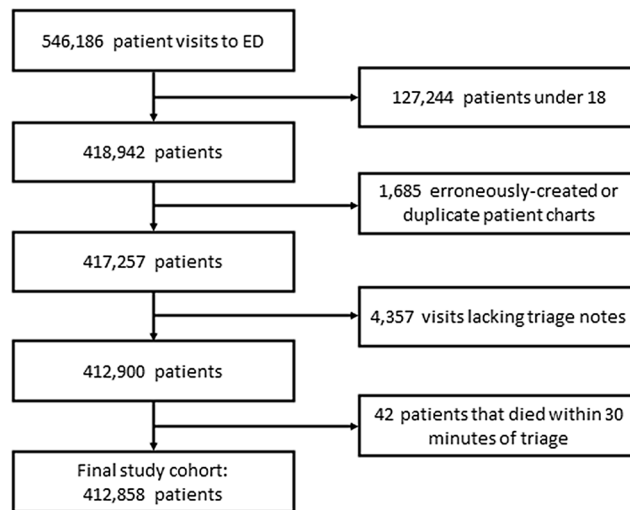 546,186 patient visits to ED
127,244 patients under 18
418,942 patients
1,685 erroneously-created or
duplicate patient charts
417,257 patients
4,357 visits lacking triage notes
412,900 patients
42 patients that died within 30
minutes of triage
Final study cohort:
412,858 patients